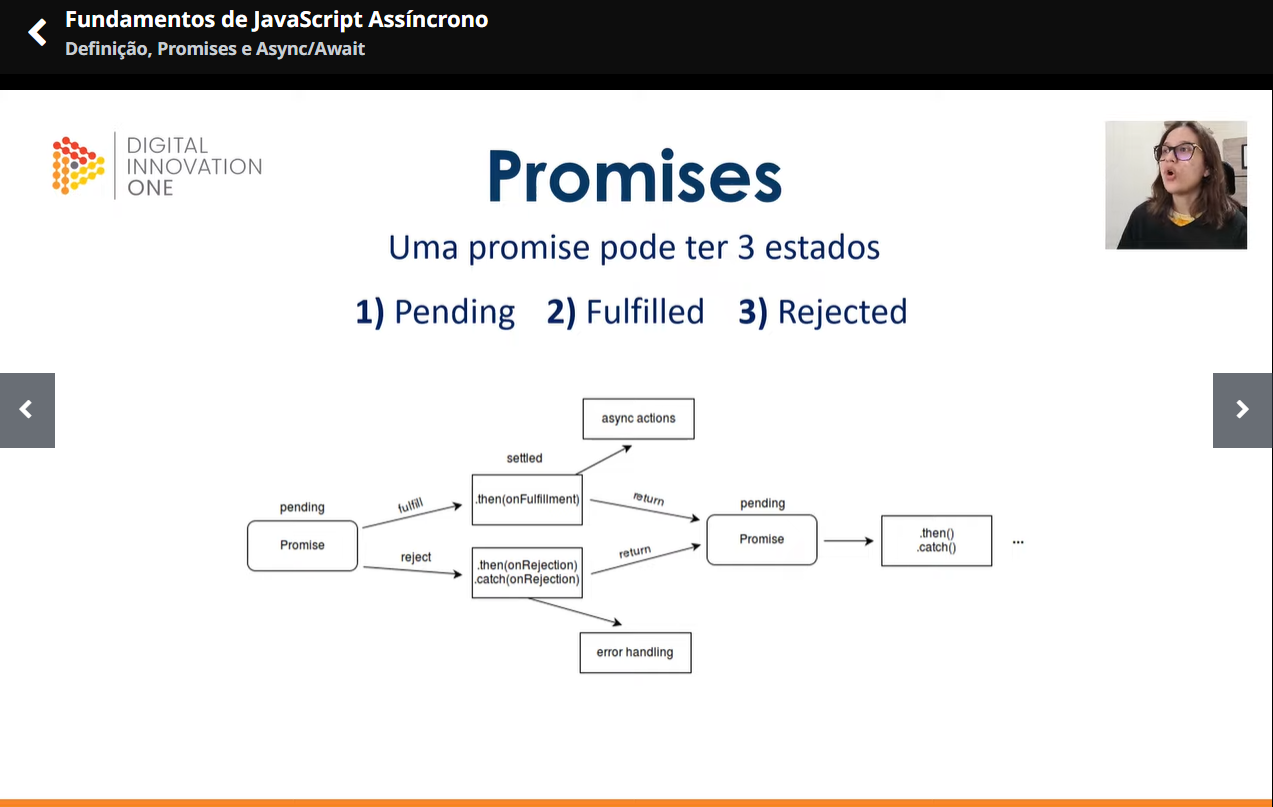 Fundamentos de JavaScript Assíncrono
Definição, Promises e Async/Await
DIGITAL
INNOVATION
ONE
Promises
Uma promise pode ter 3 estados
1) Pending 2) Fulfilled 3) Rejected
async actions
settled
pending
fulfill
.then(onFulfillment)
return
pending
Promise
reject
.then(onRejection)
.catch(onRejection)
return
Promise
.then()
.catch()
...
error handling